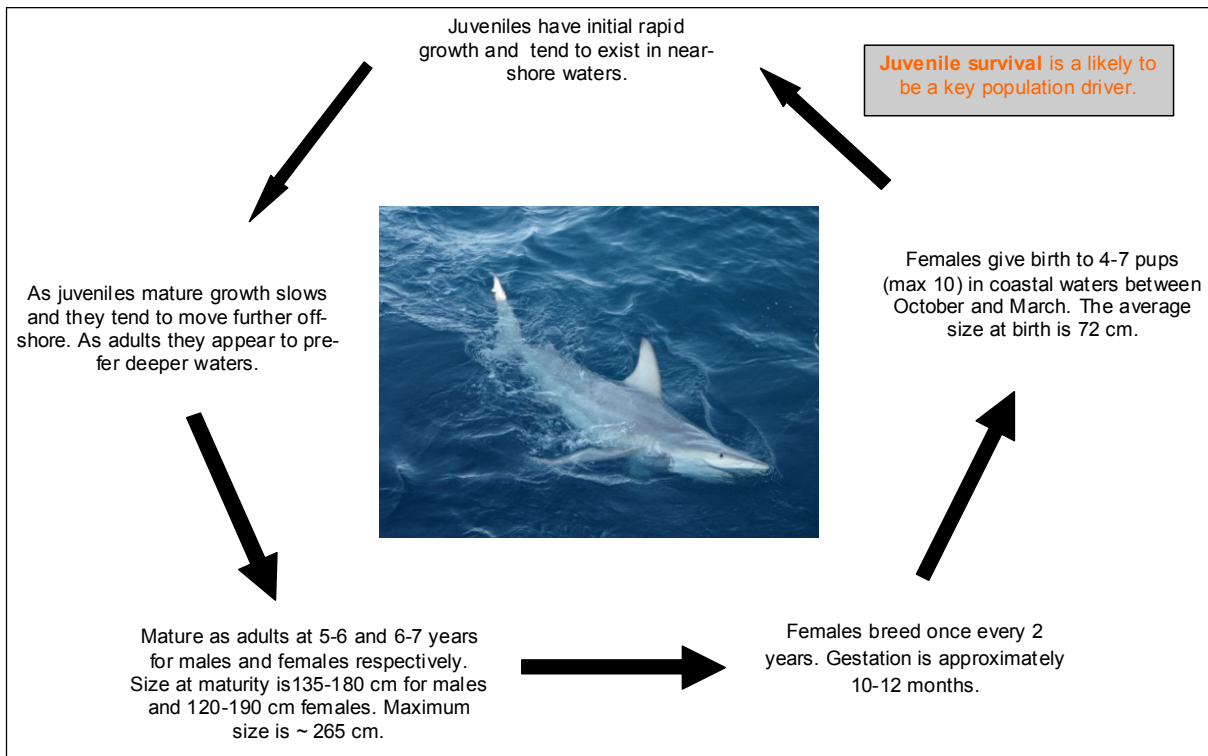 Juveniles have initial rapid
growth and tend to exist in near-
shore waters.
Juvenile survival is a likely to
be a key population driver.
As juveniles mature growth slows
and they tend to move further off-
shore. As adults they appear to pre-
fer deeper waters.
Females give birth to 4-7 pups
(max 10) in coastal waters between
October and March. The average
size at birth is 72 cm.
Mature as adults at 5-6 and 6-7 years
for males and females respectively.
Size at maturity is135-180 cm for males
and 120-190 cm females. Maximum
size is ~ 265 cm.
Females breed once every 2
years. Gestation is approximately
10-12 months.